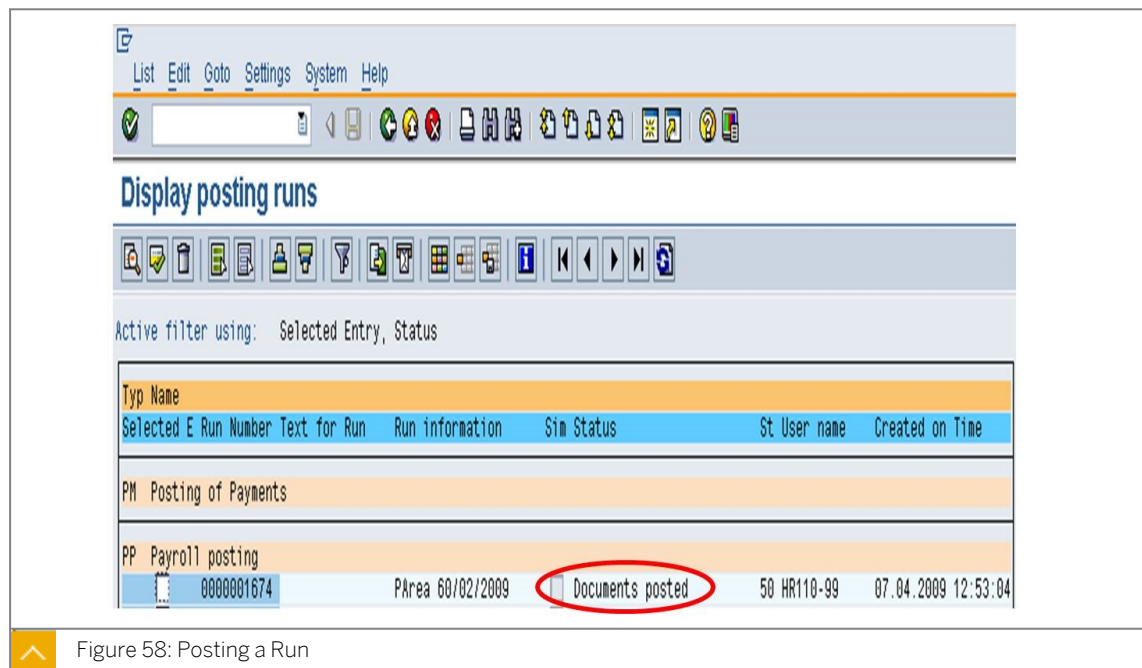 List Edit Goto Settings System Help
Display posting runs
Active filter using: Selected Entry, Status
Typ Name
Selected E Run Number Text for Run Run information Sim Status St User name Created on Time
PM Posting of Payments
PP Payroll posting
0000001674 PArea 60/02/2009 Documents posted 50 HR110-99 07.04.2009 12:53:04
Figure 58: Posting a Run